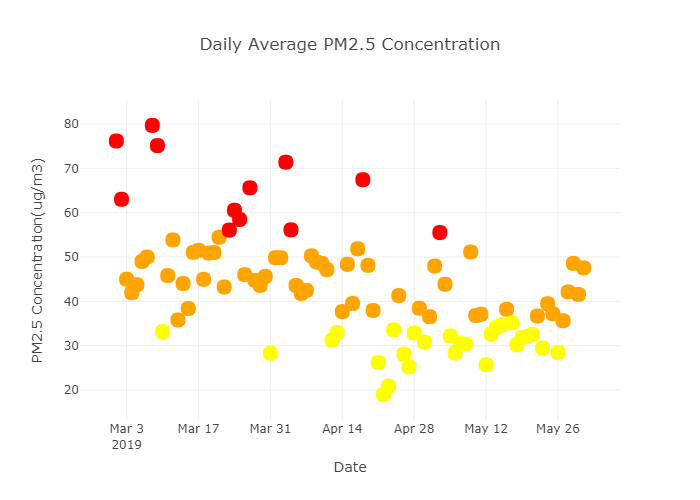 Daily Average PM2.5 Concentration
PM2.5 Concentration(ug/m3)
80
70
60
50
40
30
20
Mar 3 Mar 17 Mar 31 Apr 14 Apr 28 May 12 May 26
2019
Date